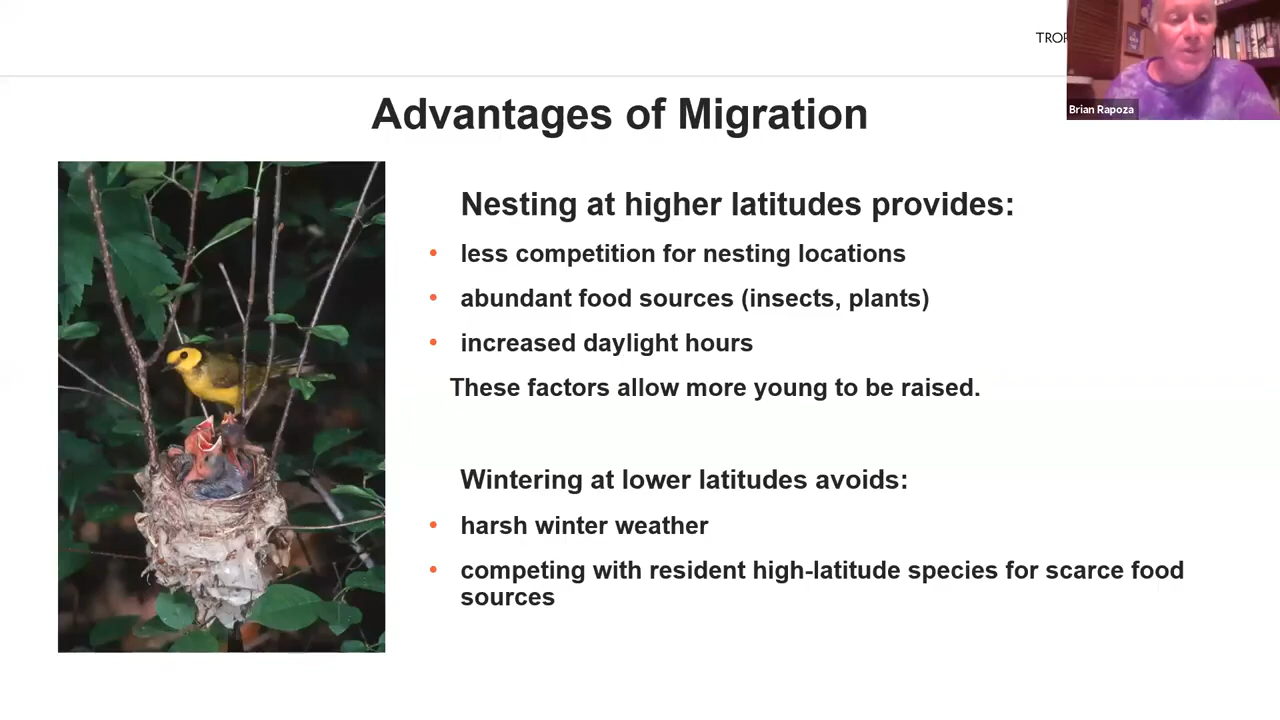 Brian Rapoza
Advantages of Migration
Nesting at higher latitudes provides:
• less competition for nesting locations
• abundant food sources (insects, plants)
• increased daylight hours
These factors allow more young to be raised.
Wintering at lower latitudes avoids:
• harsh winter weather
• competing with resident high-latitude species for scarce food
sources